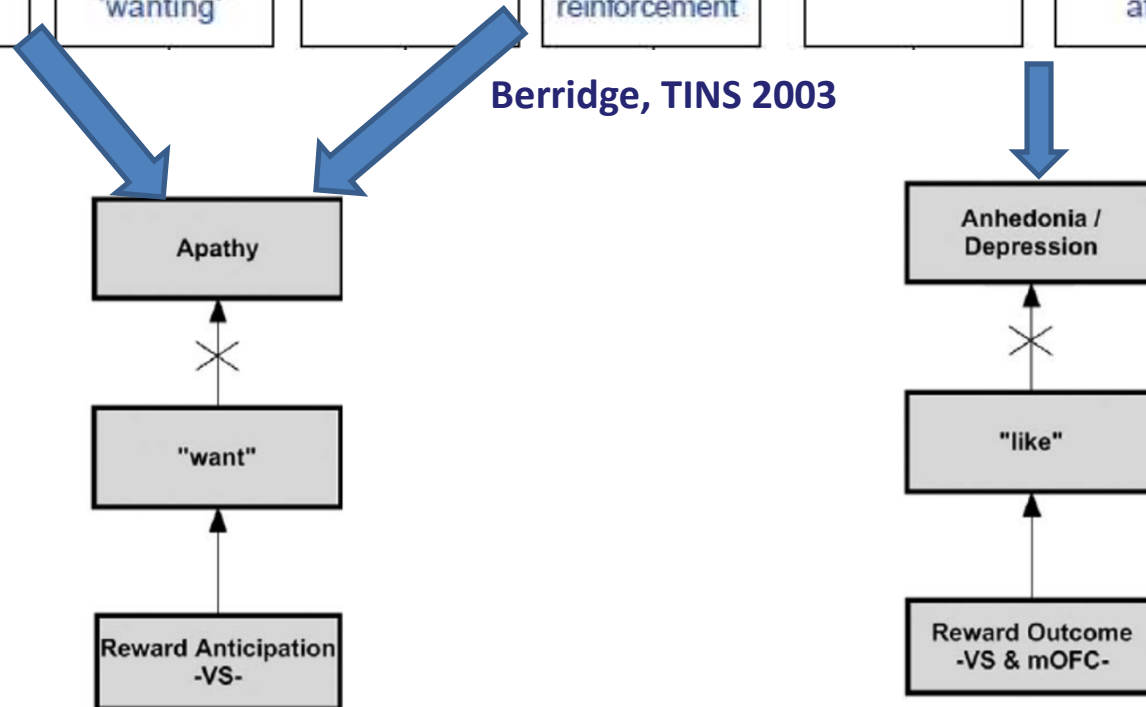 "wanting"
reinforcement
Berridge, TINS 2003
Apathy
Anhedonia /
Depression
"want"
"like"
Reward Anticipation
-VS-
Reward Outcome
-VS & mOFC-